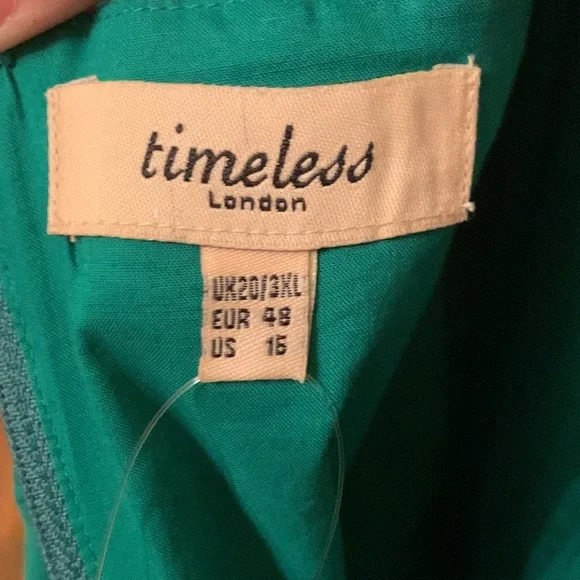 timeless
London
UK20/3XL
EUR 48
US 16